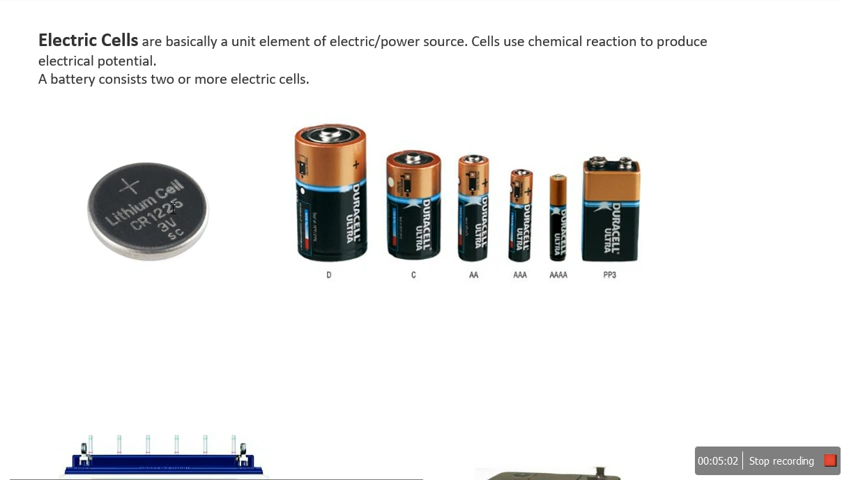 Electric Cells are basically a unit element of electric/power source. Cells use chemical reaction to produce
electrical potential.
A battery consists two or more electric cells.
Lithium Cell
CR1225
3V
SC
DURACELL
ULTRA
DURACELL
ULTRA
DURACELL
ULTRA
DURACELL
ULTRA
DURACELL
ULTRA
DURACELL
ULTRA
D
C
AA
AAA
AAAA
PP3
00:05:02
Stop recording